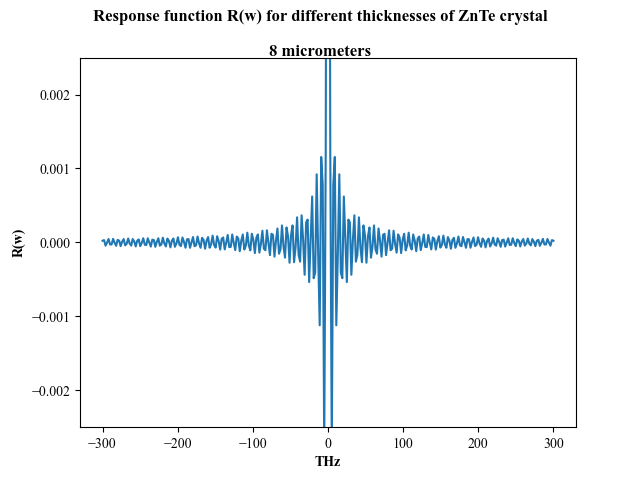 Response function R(w) for different thicknesses of ZnTe crystal
8 micrometers
0.002
0.001
0.000
−0.001
−0.002
R(w)
−300 −200 −100 0 100 200 300
THz